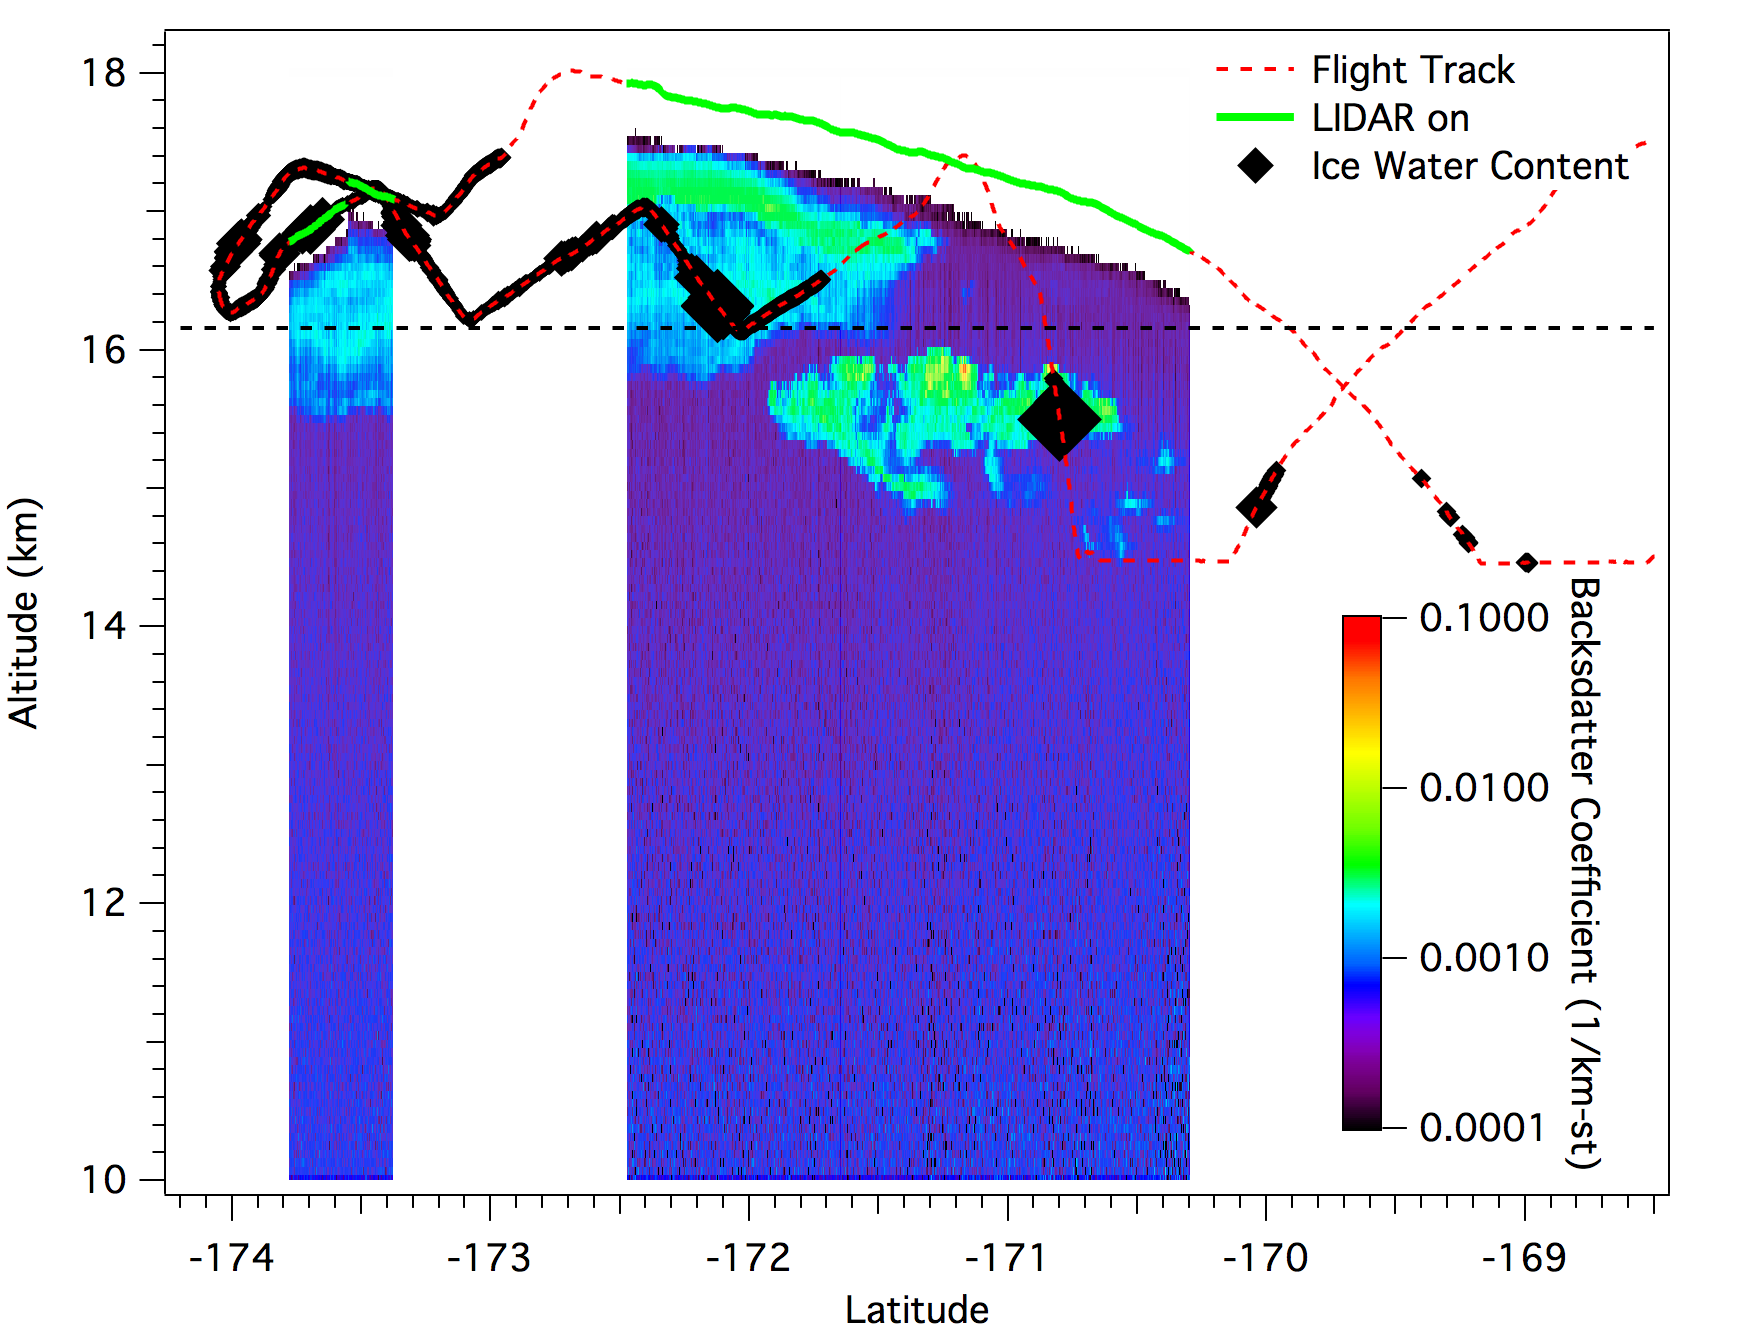 Flight Track
LIDAR on
Ice Water Content
18
16
14
12
10
Altitude (km)
0.1000
0.0100
0.0010
0.0001
Backsdatter Coefficient (1/km-st)
-174
-173
-172
-171
-170
-169
Latitude